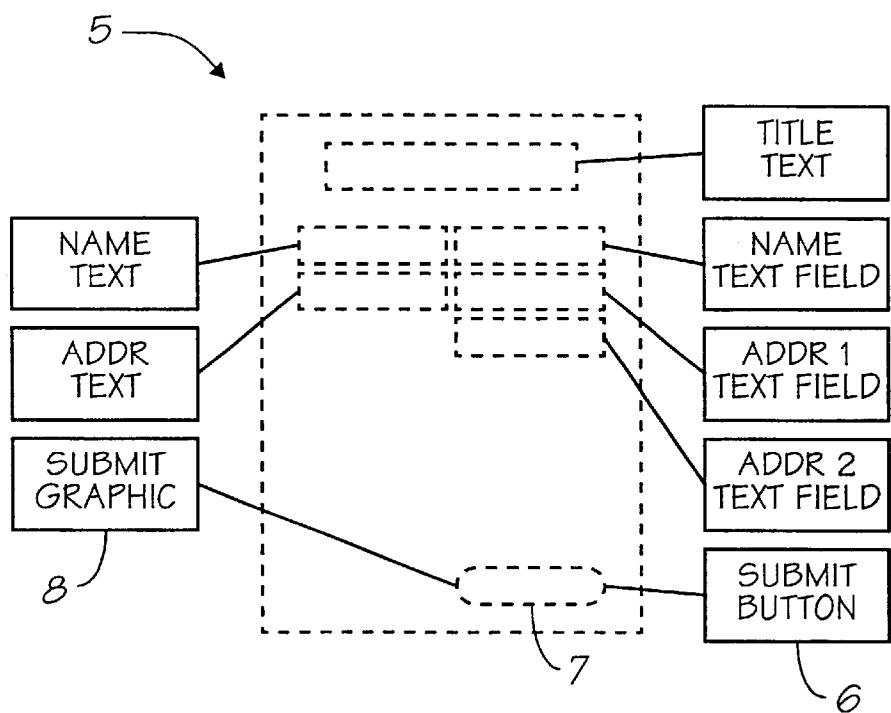 5
TITLE
TEXT
NAME
TEXT
NAME
TEXT FIELD
ADDR
TEXT
ADDR 1
TEXT FIELD
SUBMIT
GRAPHIC
ADDR 2
TEXT FIELD
SUBMIT
BUTTON
8
7
6